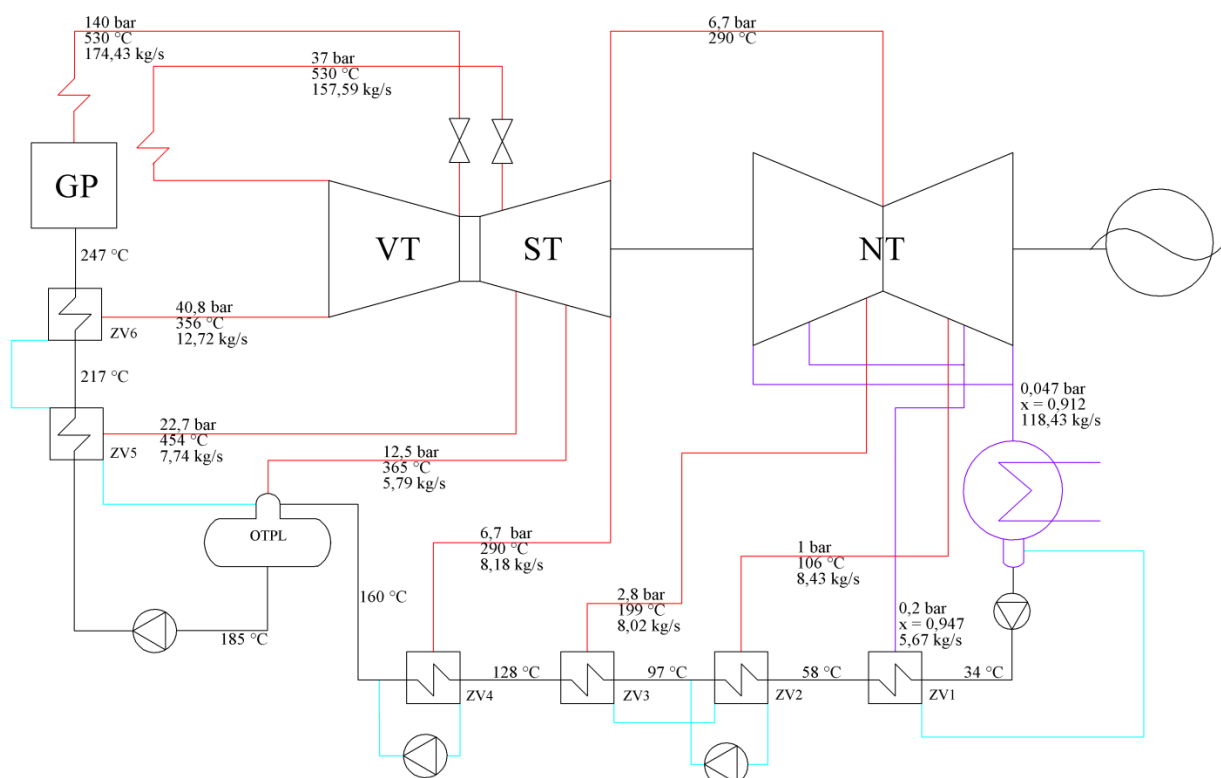 140 bar
530 °C
174,43 kg/s
37 bar
530 °C
157,59 kg/s
6,7 bar
290 °C
GP
VT
ST
NT
247 °C
40,8 bar
356 °C
12,72 kg/s
ZV6
217 °C
22,7 bar
454 °C
7,74 kg/s
ZV5
12,5 bar
365 °C
5,79 kg/s
0,047 bar
x = 0,912
118,43 kg/s
OTPL
6,7 bar
290 °C
8,18 kg/s
1 bar
106 °C
8,43 kg/s
160 °C
2,8 bar
199 °C
8,02 kg/s
0,2 bar
x = 0,947
5,67 kg/s
185 °C
128 °C
97 °C
58 °C
34 °C
ZV4
ZV3
ZV2
ZV1